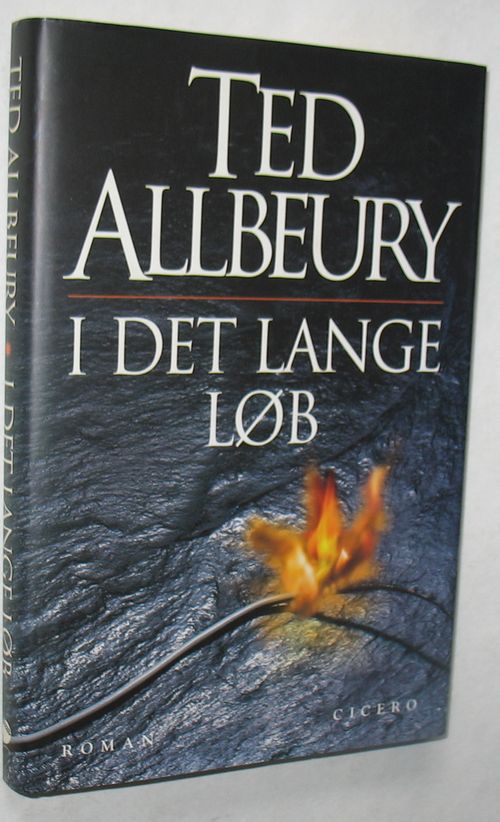 TED
ALLBEURY
I DET LANGE
LØB
CICERO
ROMAN
TED ALLBEURY • I DET LANGE LØB